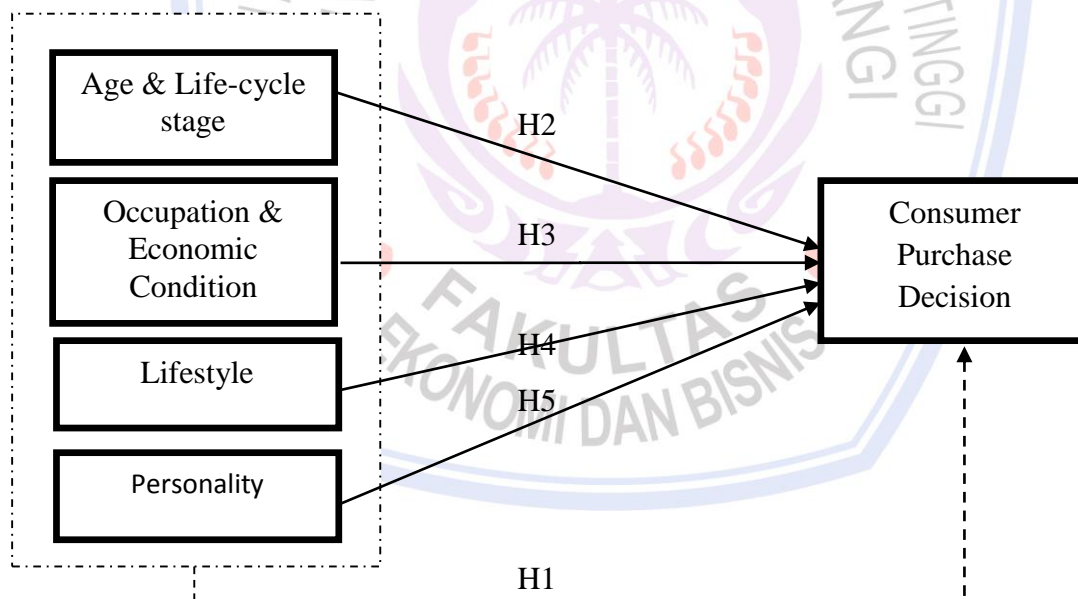 Age & Life-cycle
stage
H2
Occupation &
Economic
Condition
H3
Consumer
Purchase
Decision
Lifestyle
H4
Personality
H5
H1
FAKULTAS
EKONOMI DAN BISNIS
TINGGI